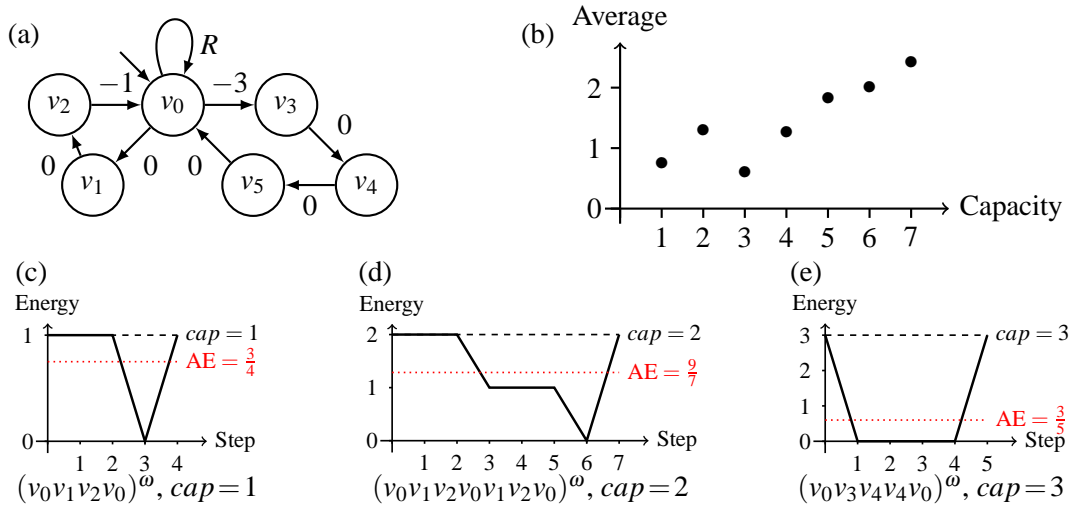 (a)
R
−1
−3
v2
v0
v3
0
0
0
0
v1
v5
v4
0
(b)
Average
2
1
0
1 2 3 4 5 6 7
Capacity
(c)
Energy
1
cap = 1
AE = 3/4
0
Step
1 2 3 4
(v0v1v2v0)^ω, cap=1
(d)
Energy
2
cap = 2
AE = 9/7
1
0
Step
1 2 3 4 5 6 7
(v0v1v2v0v1v2v0)^ω, cap=2
(e)
Energy
3
cap = 3
2
1
AE = 3/5
0
Step
1 2 3 4 5
(v0v3v4v4v0)^ω, cap=3